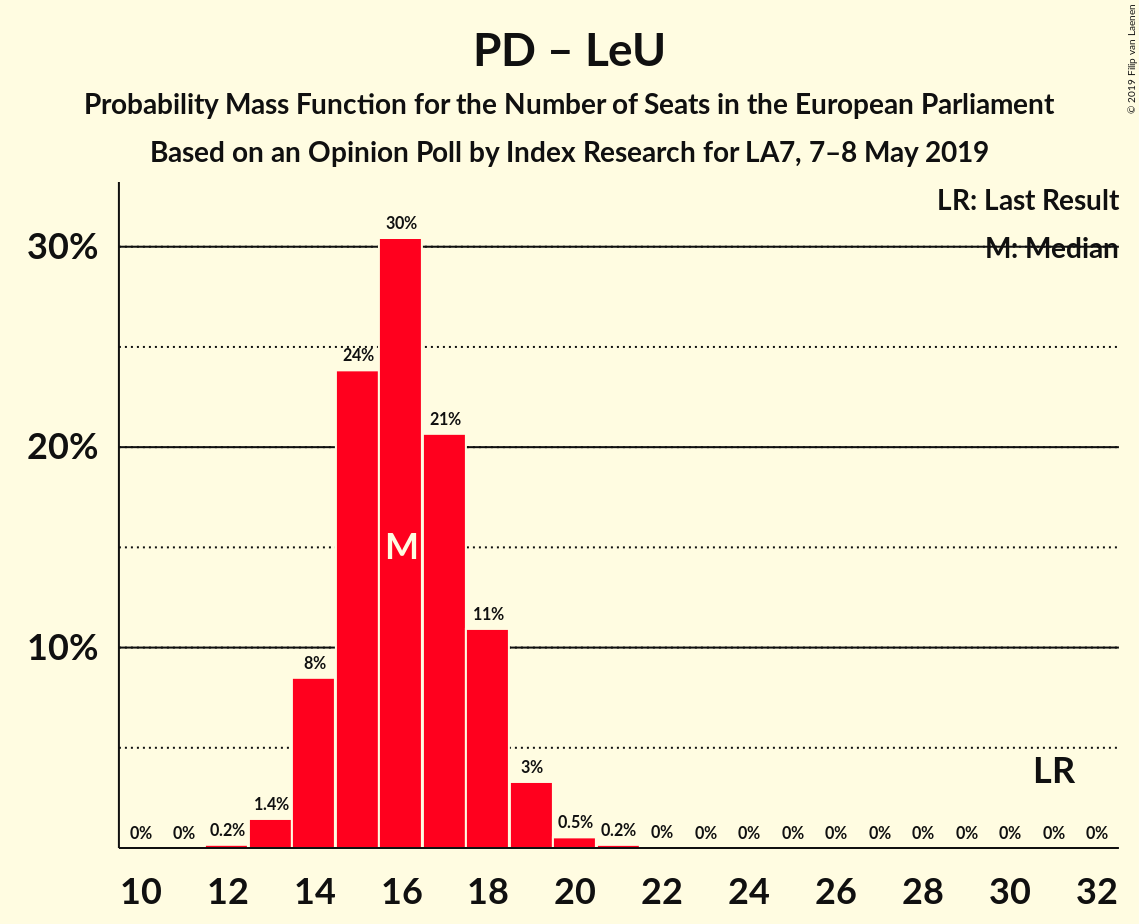 PD – LeU
Probability Mass Function for the Number of Seats in the European Parliament
Based on an Opinion Poll by Index Research for LA7, 7–8 May 2019
© 2019 Filip van Laenen
LR: Last Result
M: Median
30%
20%
10%
0% 0% 0.2% 1.4% 8% 24% 30% 21% 11% 3% 0.5% 0.2% 0% 0% 0% 0% 0% 0% 0% 0% 0% 0% 0%
M
LR
10 12 14 16 18 20 22 24 26 28 30 32